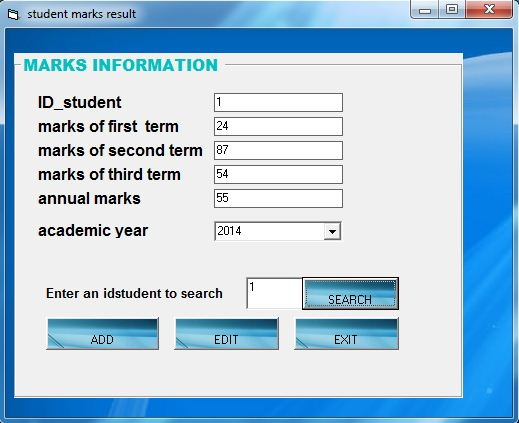 student marks result
MARKS INFORMATION
ID_student 1
marks of first term 24
marks of second term 87
marks of third term 54
annual marks 55
academic year 2014
Enter an idstudent to search 1 SEARCH
ADD EDIT EXIT